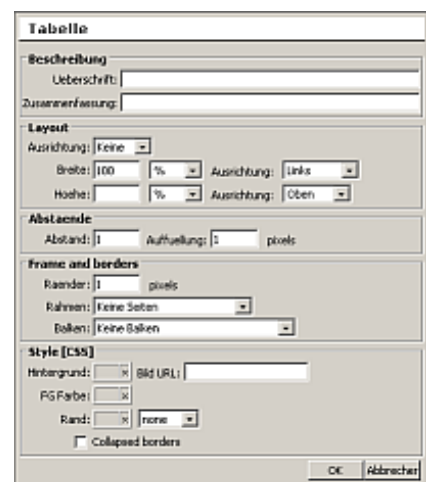 Tabelle
Beschreibung
Ueberschrift:
Zusammenfassung:
Layout
Ausrichtung: Keine
Breite: 100 % Ausrichtung: Links
Hoehe: % Ausrichtung: Oben
Abstaende
Abstand: 1 Auffuellung: 1 pixels
Frame and borders
Raender: 1 pixels
Rahmen: Keine Seiten
Balken: Keine Balken
Style [CSS]
Hintergrund: x Bild URL:
FG Farbe: x
Rand: x none
Collapsed borders
OK Abbrechen